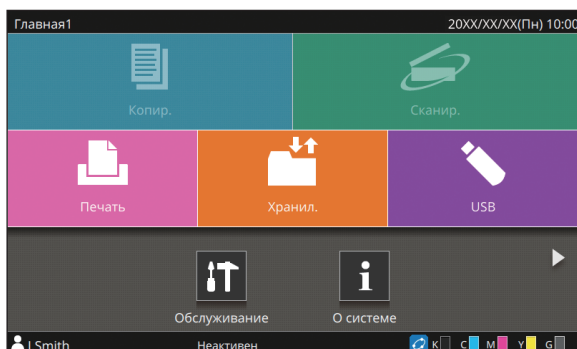 Главная1 20XX/XX/XX(Пн) 10:00
Копир. Сканир.
Печать Хранил. USB
Обслуживание О системе
J.Smith Неактивен K C M Y G